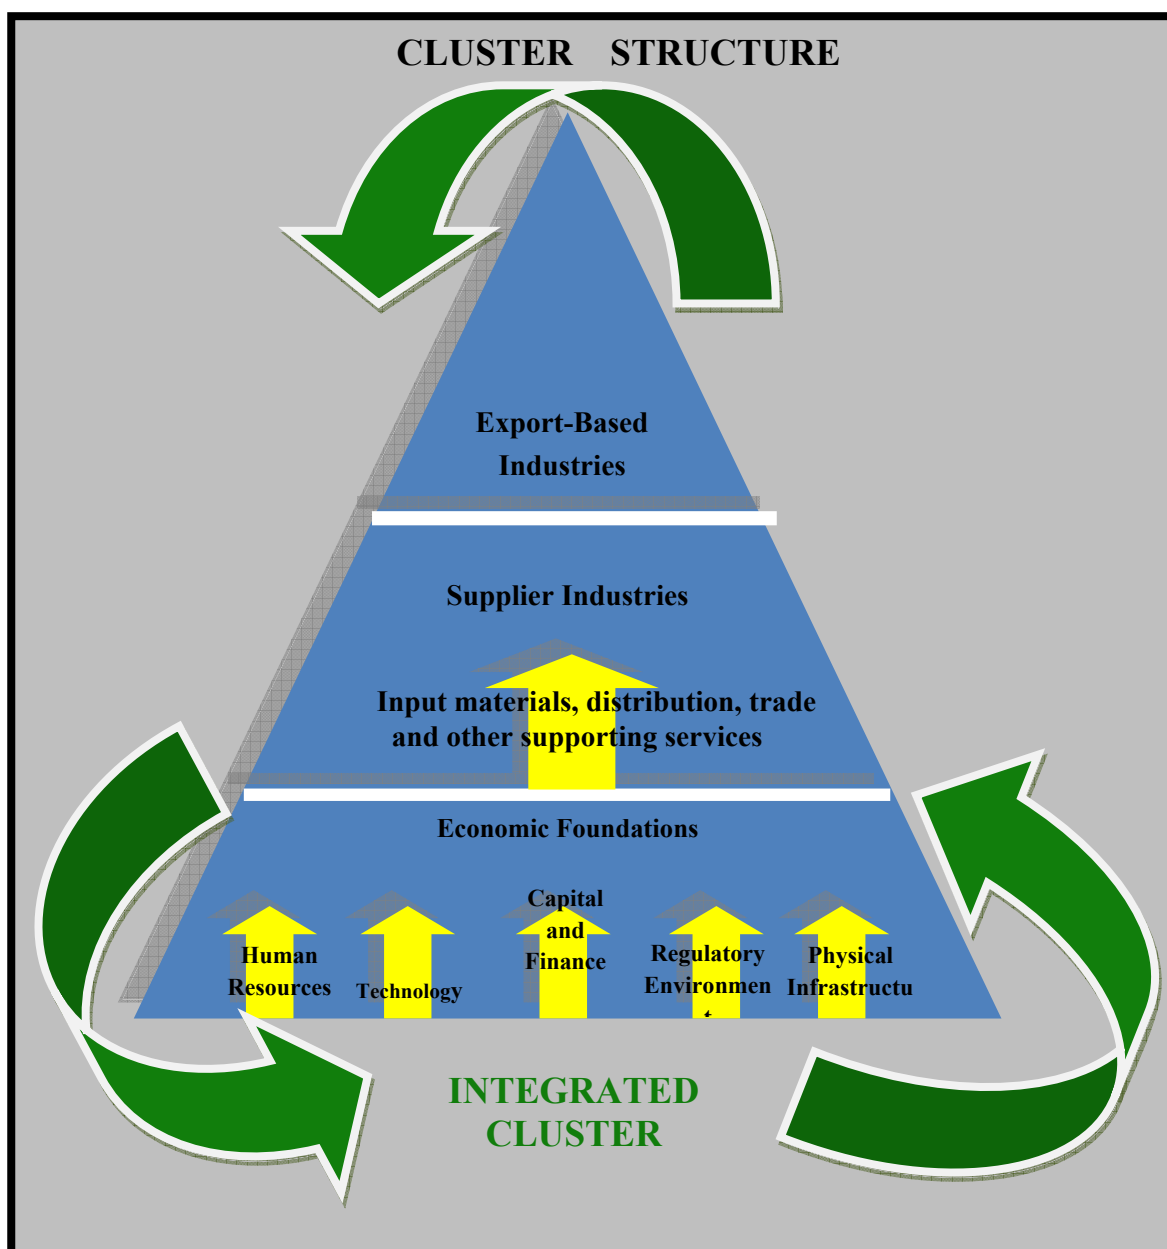 CLUSTER STRUCTURE
Export-Based
Industries
Supplier Industries
Input materials, distribution, trade
and other supporting services
Economic Foundations
Human
Resources
Technology
Capital
and
Finance
Regulatory
Environmen
t
Physical
Infrastructu
INTEGRATED
CLUSTER